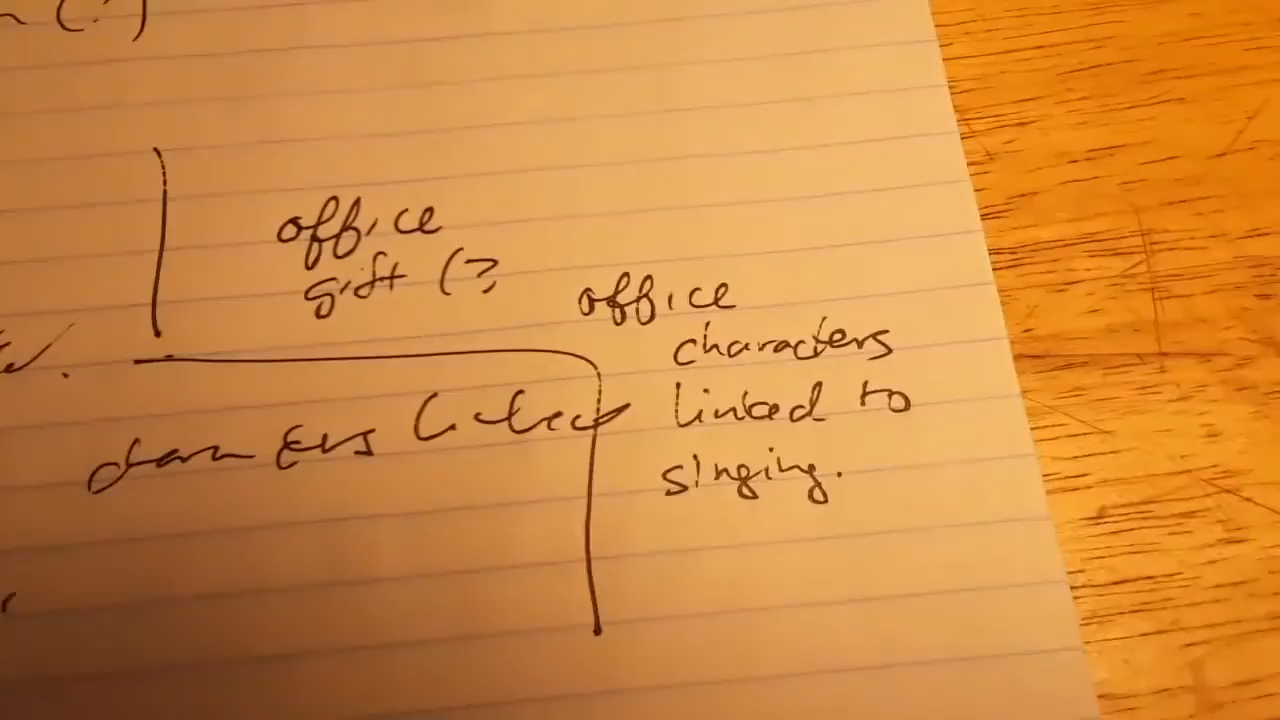 (?)
office
gift (?
office
characters
linked to
singing.